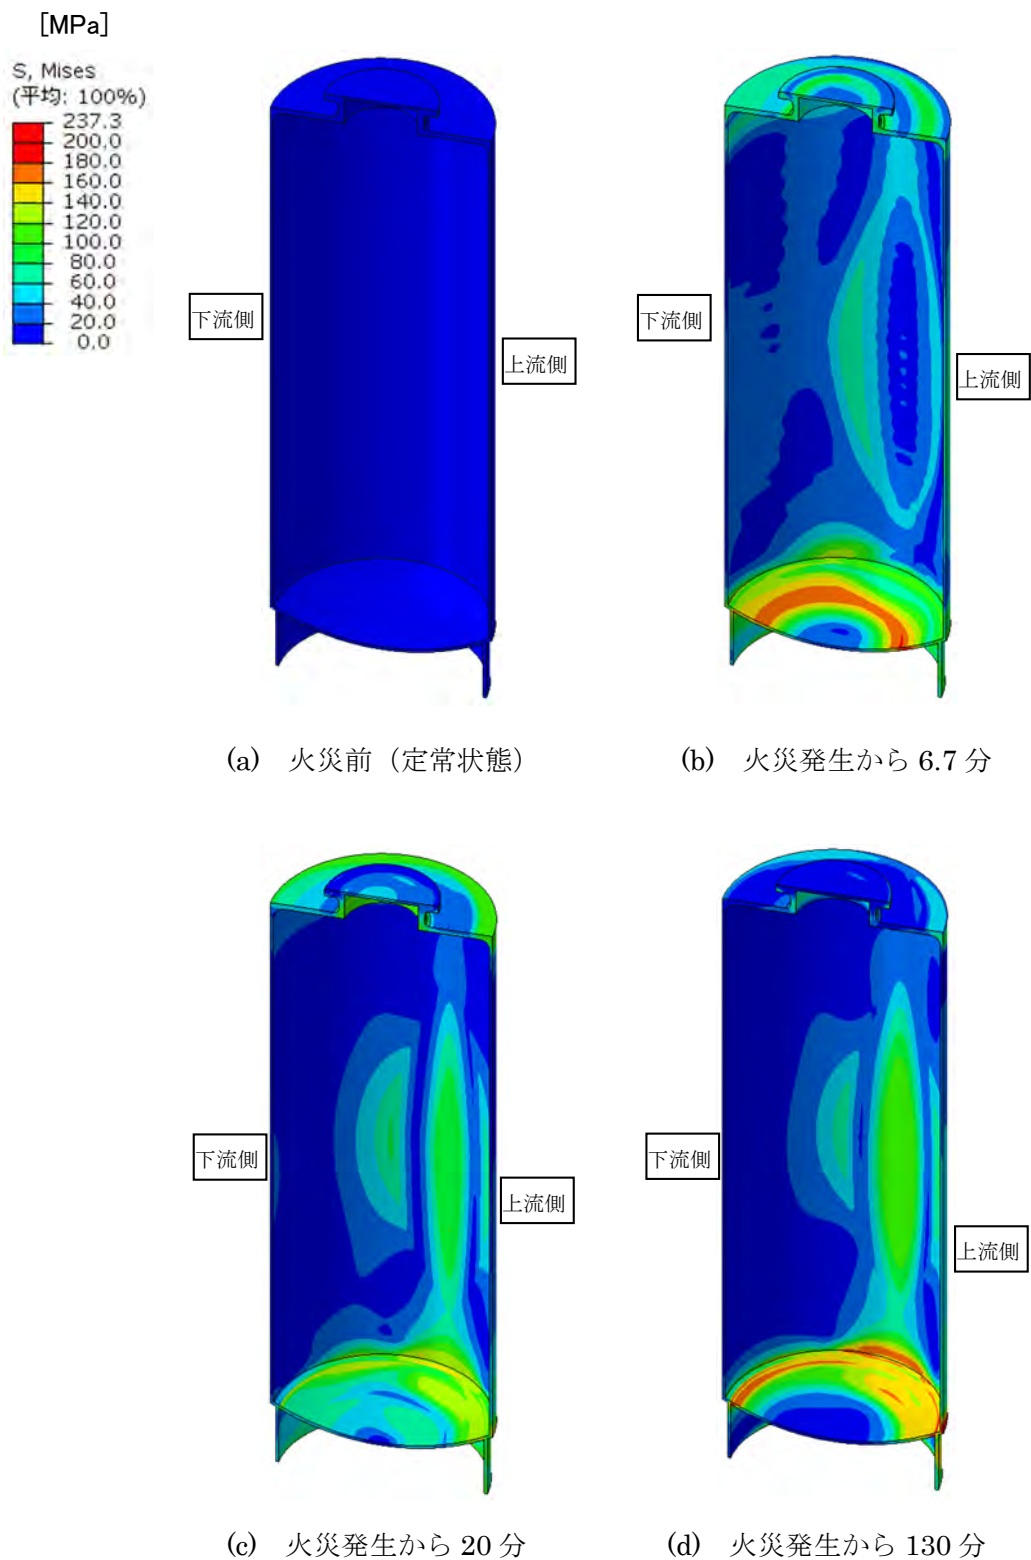 [MPa]
S, Mises
(平均: 100%)
237.3
200.0
180.0
160.0
140.0
120.0
100.0
80.0
60.0
40.0
20.0
0.0
下流側
上流側
下流側
上流側
(a) 火災前（定常状態）
(b) 火災発生から 6.7 分
下流側
上流側
下流側
上流側
(c) 火災発生から 20 分
(d) 火災発生から 130 分